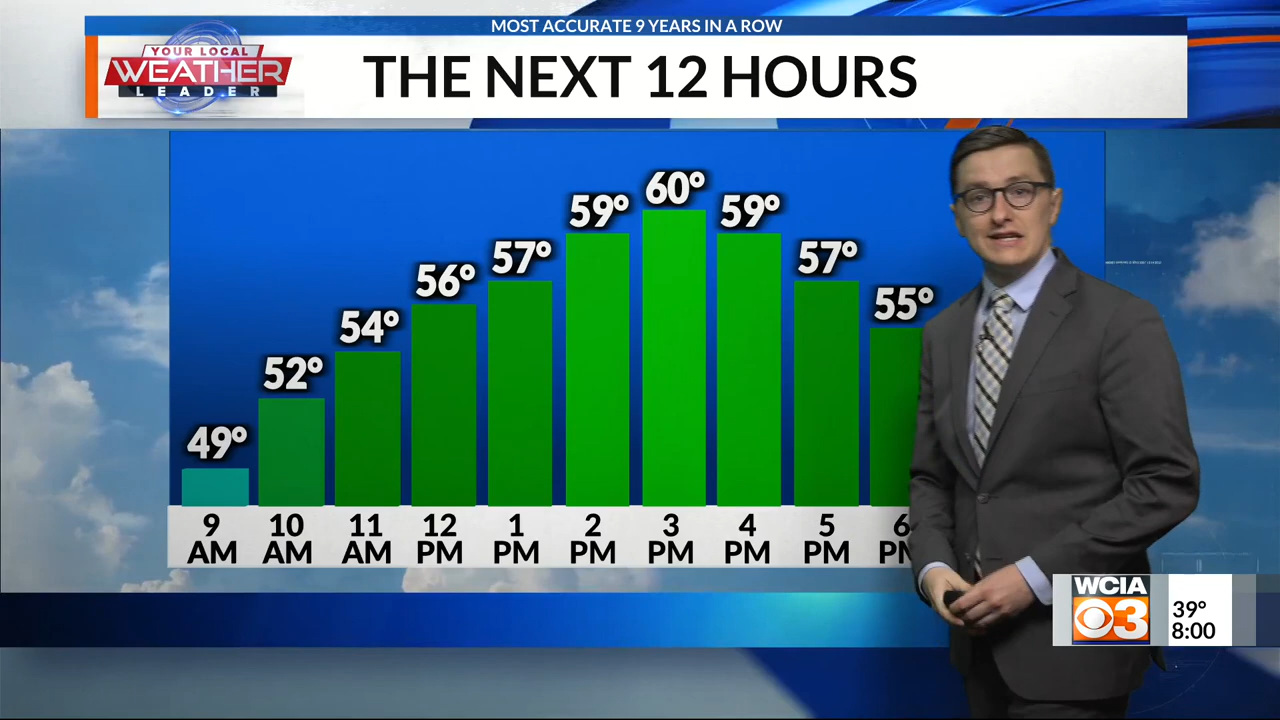 MOST ACCURATE 9 YEARS IN A ROW
YOUR LOCAL
WEATHER
LEADER
THE NEXT 12 HOURS
49°
52°
54°
56°
57°
59°
60°
59°
57°
55°
9 AM
10 AM
11 AM
12 PM
1 PM
2 PM
3 PM
4 PM
5 PM
6
WCIA
3
39°
8:00